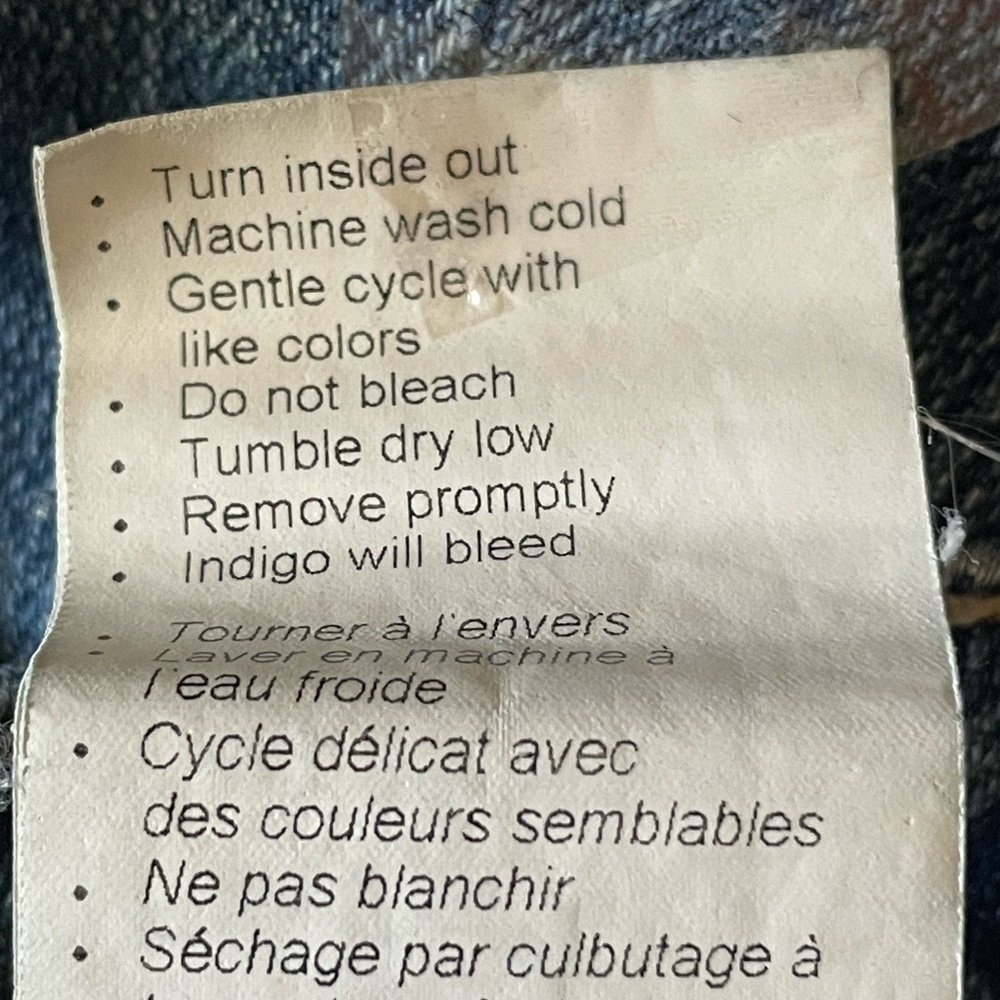 • Turn inside out
• Machine wash cold
• Gentle cycle with
like colors
• Do not bleach
• Tumble dry low
• Remove promptly
• Indigo will bleed
• Tourner à l'envers
• Laver en machine à
l'eau froide
• Cycle délicat avec
des couleurs semblables
• Ne pas blanchir
• Séchage par culbutage à